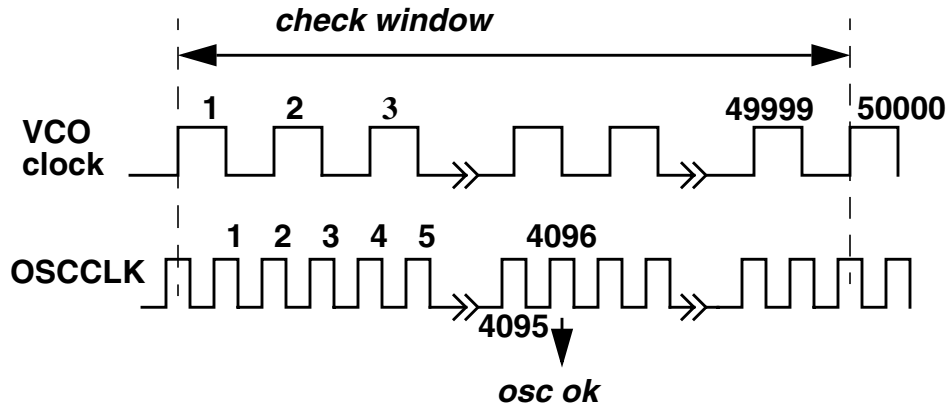 check window
1 2 3 49999 50000
VCO
clock
1 2 3 4 5 4096
OSCCLK
4095
osc ok